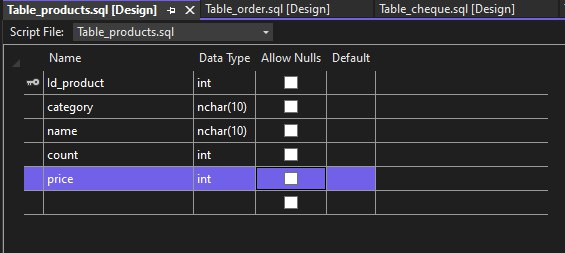 Table_products.sql [Design] Table_order.sql [Design] Table_cheque.sql [Design]
Script File: Table_products.sql
Name Data Type Allow Nulls Default
Id_product int
category nchar(10)
name nchar(10)
count int
price int